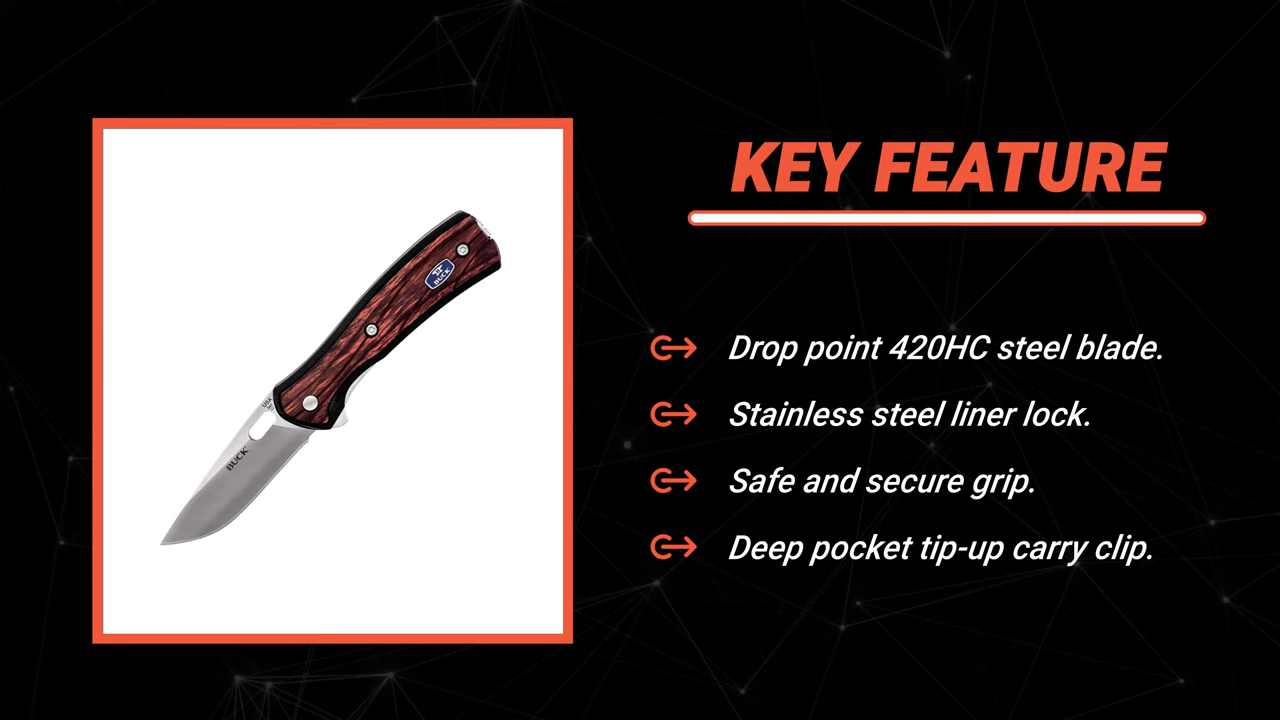 KEY FEATURE
BUCK
Drop point 420HC steel blade.
Stainless steel liner lock.
Safe and secure grip.
Deep pocket tip-up carry clip.
BUCK